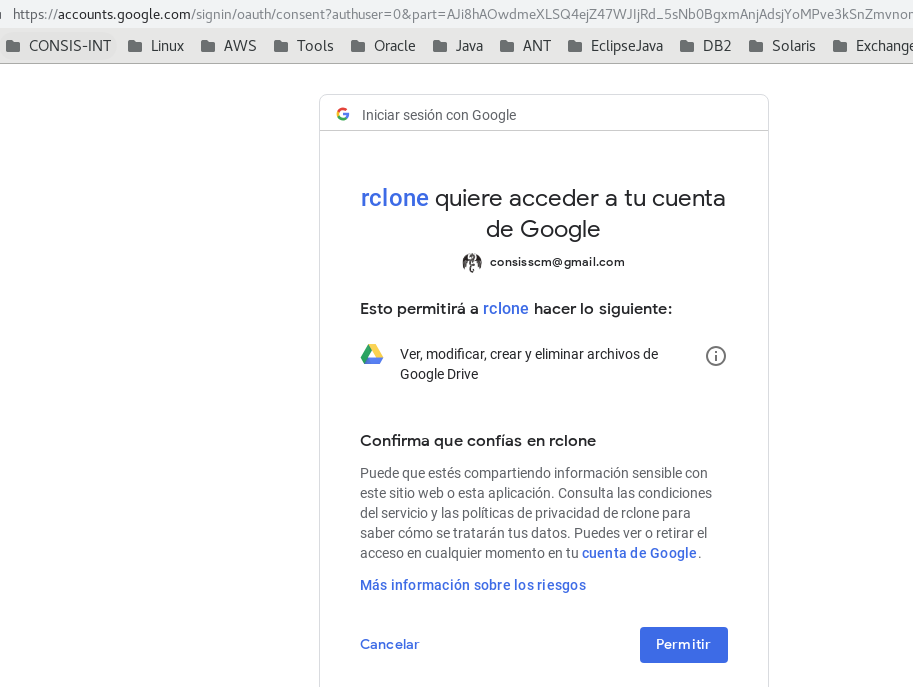 https://accounts.google.com/signin/oauth/consent?authuser=0&part=AJi8hAOwdmeXLSQ4ejZ47WJIjRd_5sNb0BgxmAnjAdsjYoMPve3kSnZmvnor
CONSIS-INT Linux AWS Tools Oracle Java ANT EclipseJava DB2 Solaris Exchange
Iniciar sesión con Google
rclone quiere acceder a tu cuenta
de Google
consisscm@gmail.com
Esto permitirá a rclone hacer lo siguiente:
Ver, modificar, crear y eliminar archivos de
Google Drive
Confirma que confías en rclone
Puede que estés compartiendo información sensible con
este sitio web o esta aplicación. Consulta las condiciones
del servicio y las políticas de privacidad de rclone para
saber cómo se tratarán tus datos. Puedes ver o retirar el
acceso en cualquier momento en tu cuenta de Google.
Más información sobre los riesgos
Cancelar Permitir